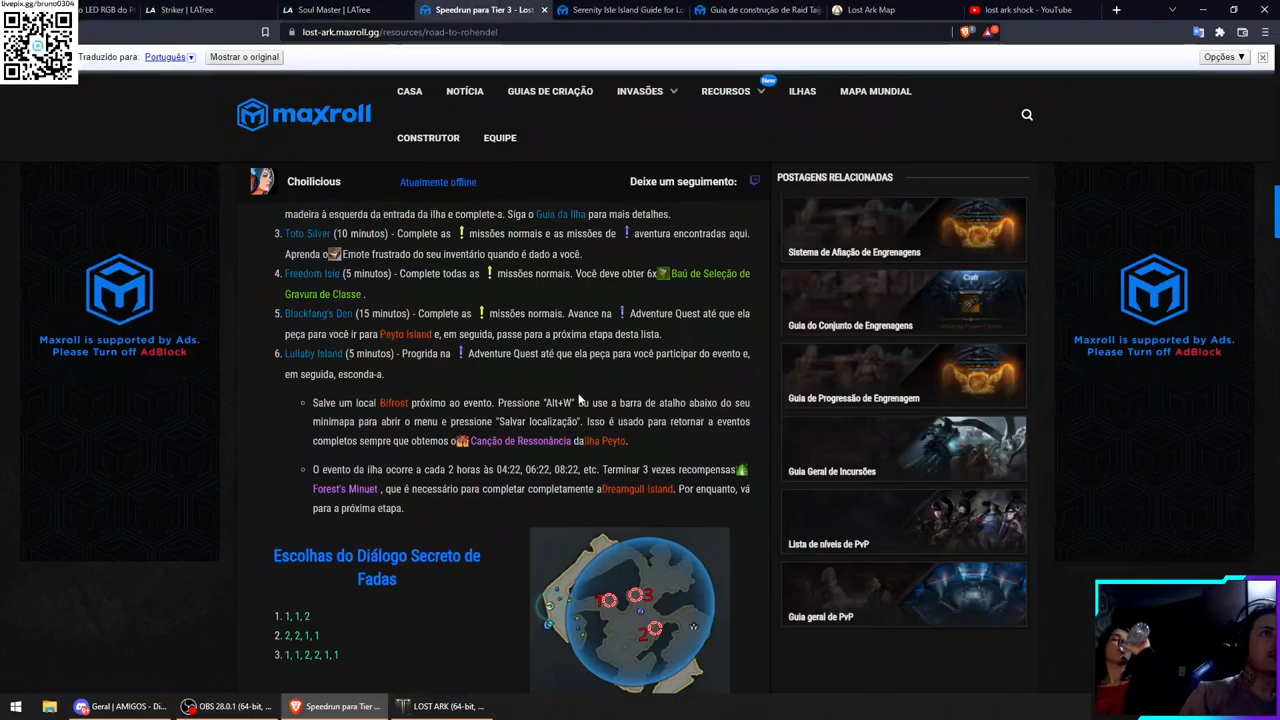 livepix.gg/bruno0304
LED RGB do P
Striker | LATree
Soul Master | LATree
Speedrun para Tier 3 - Lost
Serenity Isle Island Guide for Lo
Guia de construção de Raid Taij
Lost Ark Map
lost ark shock - YouTube
lost-ark.maxroll.gg/resources/road-to-rohendel
Traduzido para: Português Mostrar o original
Opções ▼
maxroll
CASA NOTÍCIA GUIAS DE CRIAÇÃO INVASÕES RECURSOS ILHAS MAPA MUNDIAL
New
CONSTRUTOR EQUIPE
Choilicious Atualmente offline Deixe um seguimento:
madeira à esquerda da entrada da ilha e complete-a. Siga o Guia da Ilha para mais detalhes.
3. Toto Silver (10 minutos) - Complete as missões normais e as missões de aventura encontradas aqui.
Aprenda o Emote frustrado do seu inventário quando é dado a você.
4. Freedom Isle (5 minutos) - Complete todas as missões normais. Você deve obter 6x Baú de Seleção de
Gravura de Classe .
5. Blackfang's Den (15 minutos) - Complete as missões normais. Avance na Adventure Quest até que ela
peça para você ir para Peyto Island e, em seguida, passe para a próxima etapa desta lista.
6. Lullaby Island (5 minutos) - Progrida na Adventure Quest até que ela peça para você participar do evento e,
em seguida, esconda-a.
Salve um local Bifrost próximo ao evento. Pressione "Alt+W" ou use a barra de atalho abaixo do seu
minimapa para abrir o menu e pressione "Salvar localização". Isso é usado para retornar a eventos
completos sempre que obtemos o Canção de Ressonância da Ilha Peyto.
O evento da ilha ocorre a cada 2 horas às 04:22, 06:22, 08:22, etc. Terminar 3 vezes recompensas
Forest's Minuet , que é necessário para completar completamente a Dreamgull Island. Por enquanto, vá
para a próxima etapa.
Escolhas do Diálogo Secreto de
Fadas
1. 1, 1, 2
2. 2, 2, 1, 1
3. 1, 1, 2, 2, 1, 1
1 3
2
POSTAGENS RELACIONADAS
Sistema de Afiação de Engrenagens
Craft
Guia do Conjunto de Engrenagens
Guia de Progressão de Engrenagem
Guia Geral de Incursões
Lista de níveis de PvP
Guia geral de PvP
Maxroll is supported by Ads.
Please Turn off AdBlock
Maxroll is supported by Ads.
Please Turn off AdBlock
Geral | AMIGOS - Di...
OBS 28.0.1 (64-bit, ...
Speedrun para Tier ...
LOST ARK (64-bit, ...